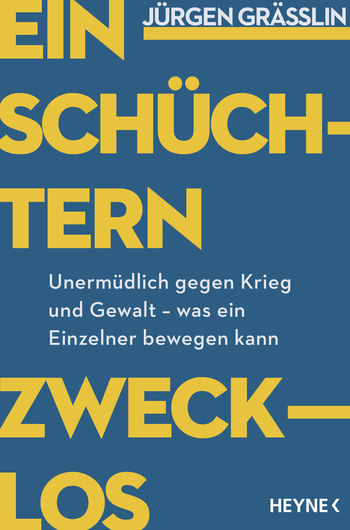 JÜRGEN GRÄSSLIN
EIN
SCHÜCH-
TERN
Unermüdlich gegen Krieg
und Gewalt – was ein
Einzelner bewegen kann
ZWECK—
LOS
HEYNE <